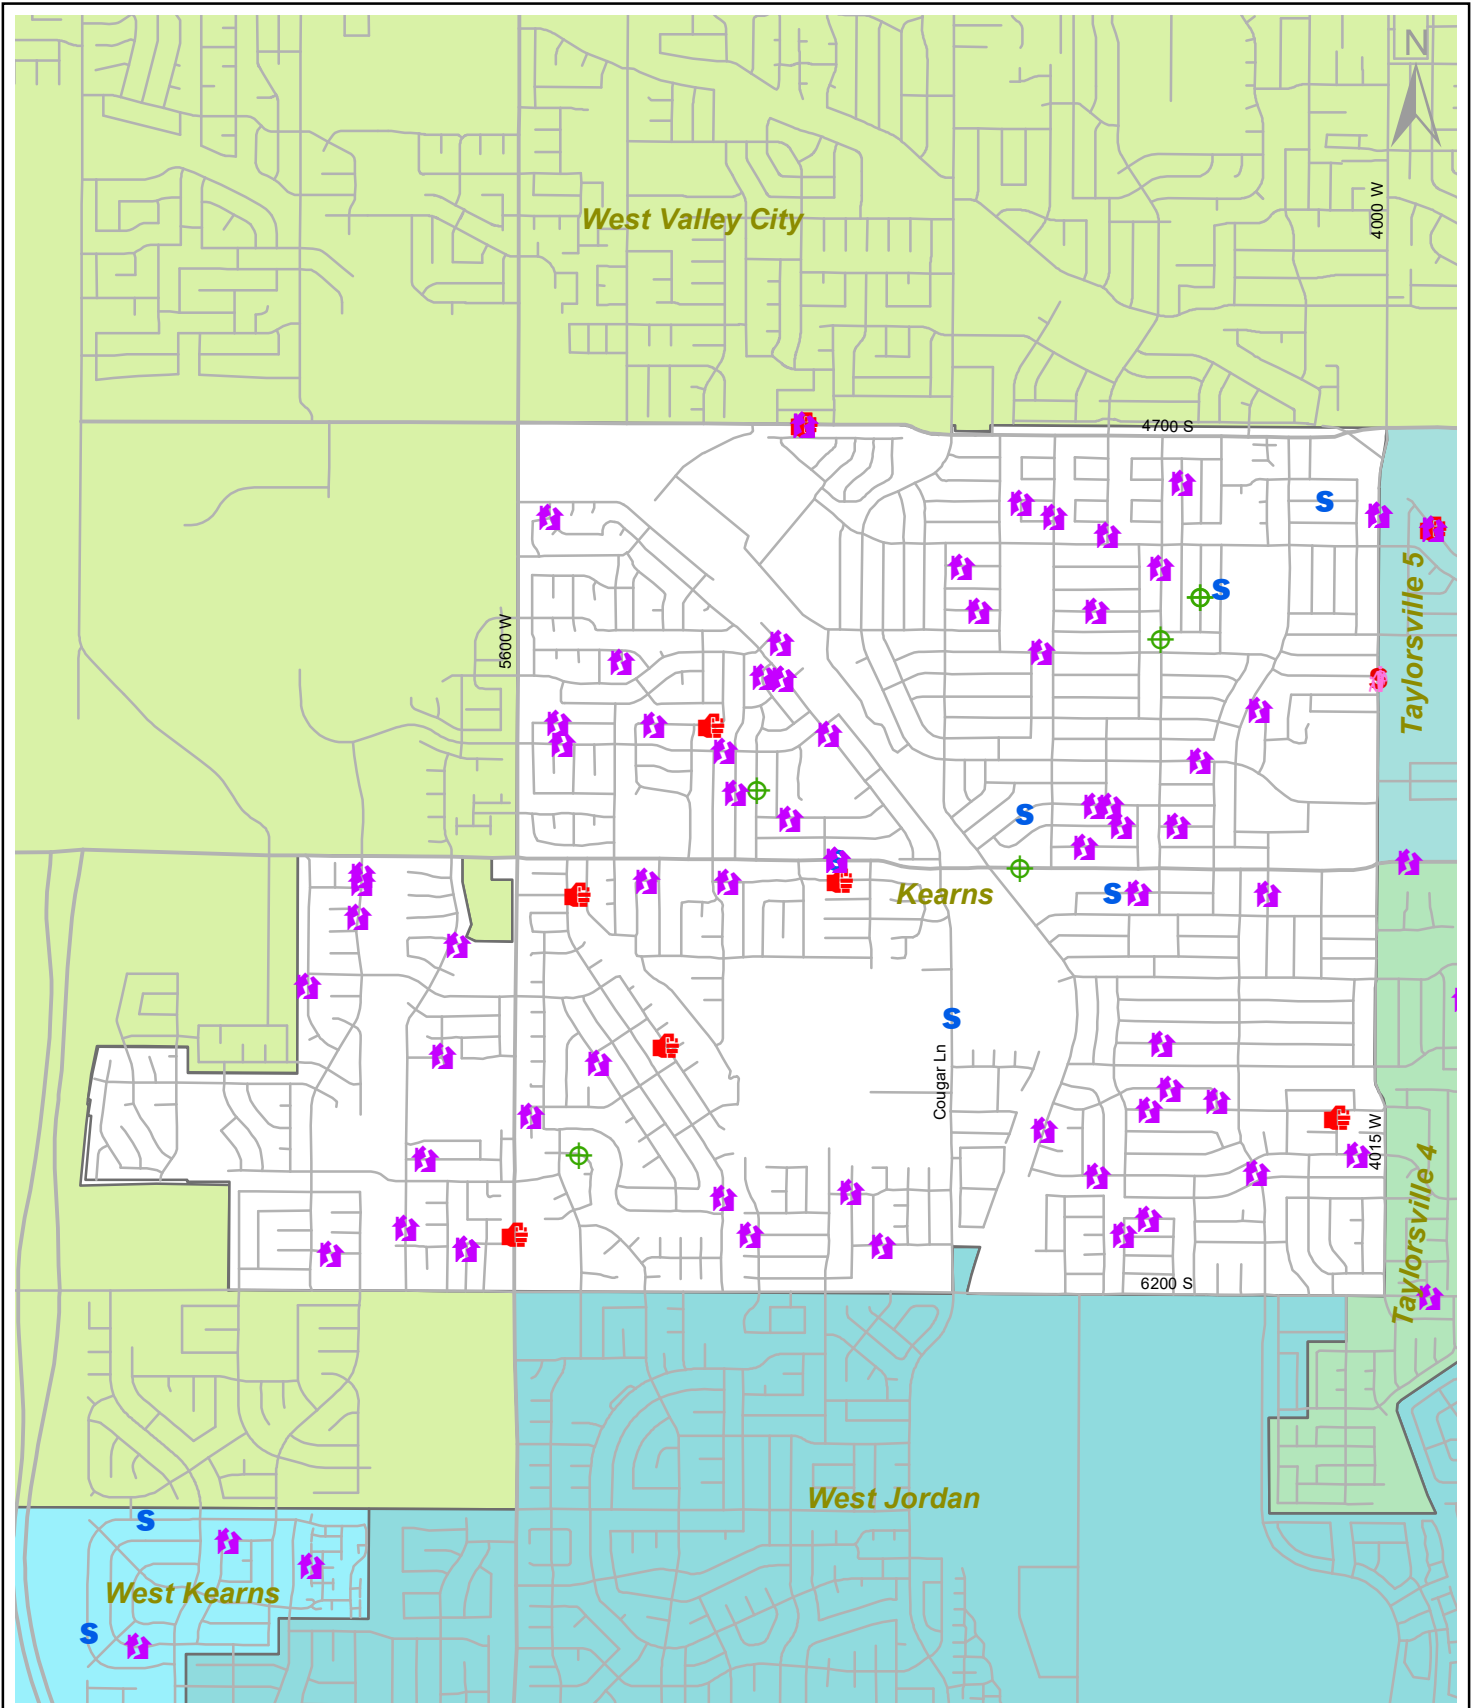 N
4000 W
West Valley City
4700 S
S
S
Taylorsville 5
5600 W
S
S
Kearns
S
S
Cougar Ln
4015 W
Taylorsville 4
6200 S
West Jordan
S
West Kearns
S